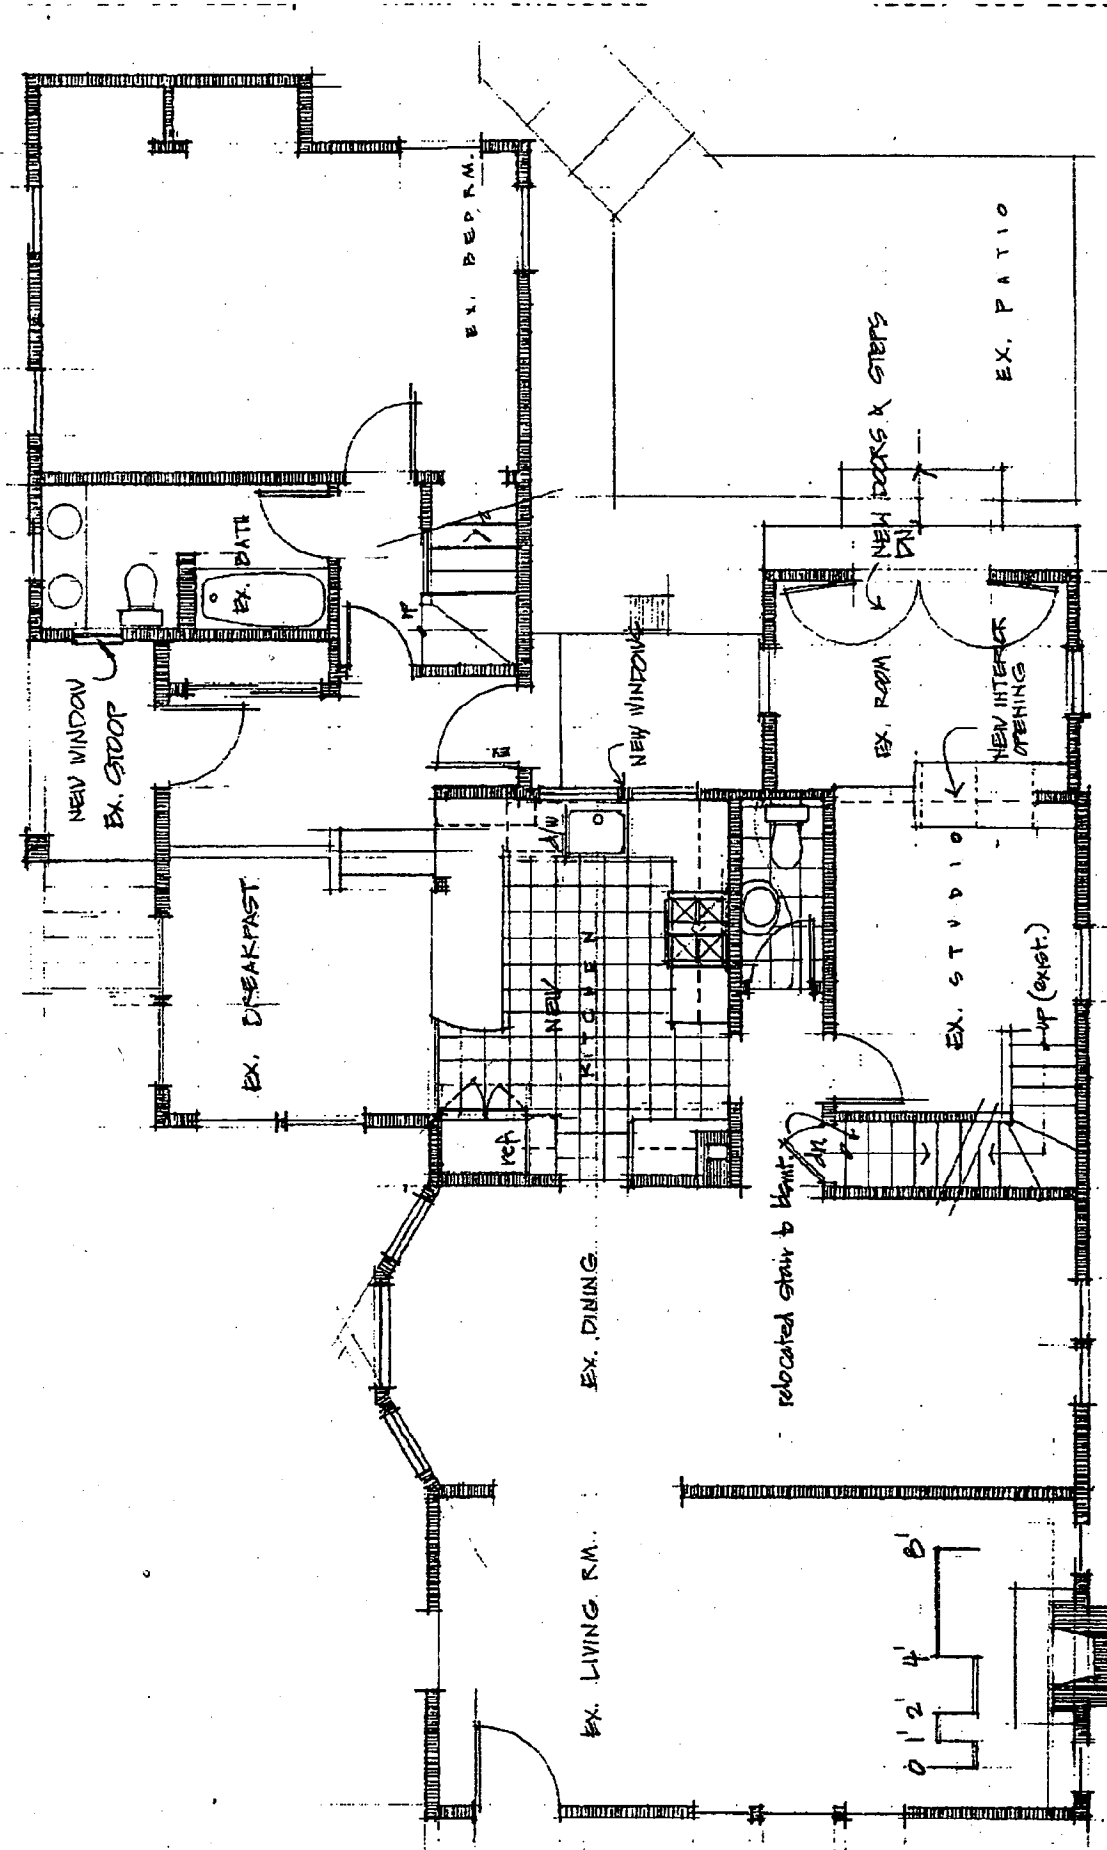 EX. BEDRM.
EX. PATIO
NEW DOORS & STEPS
DN.
EX. BATH
UP
NEW WINDOW
EX. STOOP
NEW WINDOW
EX. ROOM
NEW INTERIOR
OPENING
d/w
EX. BREAKFAST
NEW
KITCHEN
EX. STUDIO
up (exist.)
ref.
dn
relocated stair to bsmt.
EX. DINING
EX. LIVING RM.
0 1' 2' 4' 8'